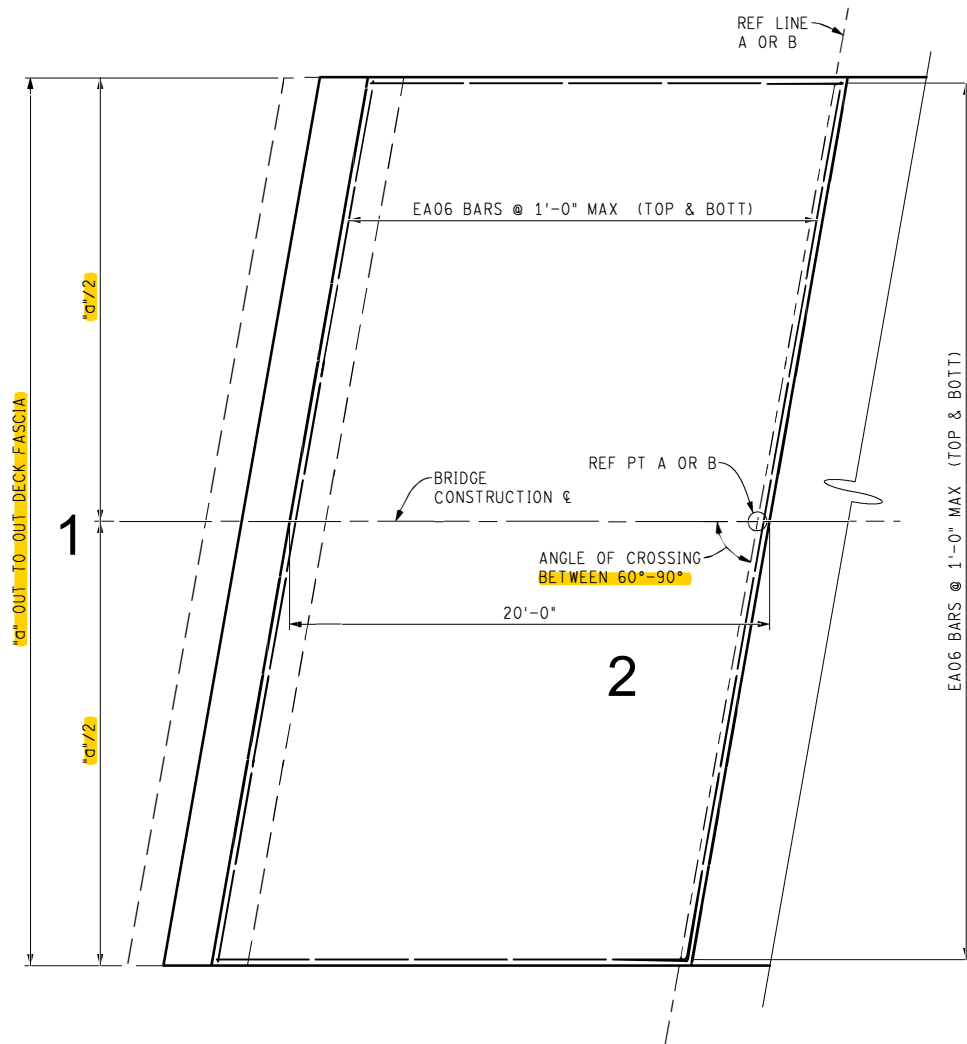 REF LINE
A OR B
EA06 BARS @ 1'-0" MAX (TOP & BOTT)
"a"/2
"a" OUT TO OUT DECK FASCIA
EA06 BARS @ 1'-0" MAX (TOP & BOTT)
REF PT A OR B
BRIDGE
CONSTRUCTION ℄
1
ANGLE OF CROSSING
BETWEEN 60°-90°
20'-0"
2
"a"/2